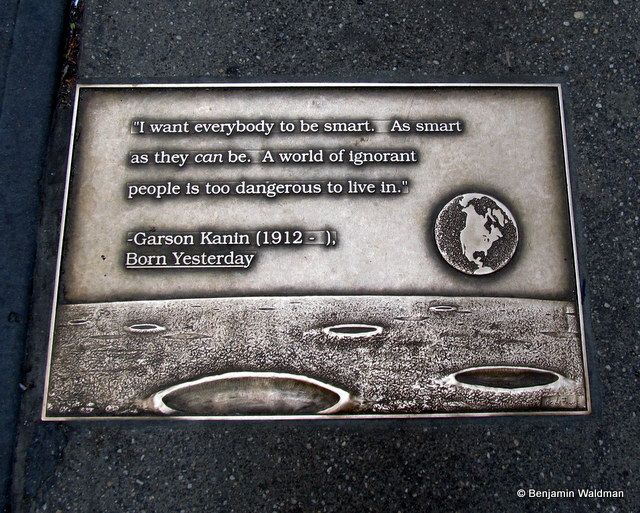 "I want everybody to be smart. As smart
as they can be. A world of ignorant
people is too dangerous to live in."
-Garson Kanin (1912 - ),
Born Yesterday
© Benjamin Waldman